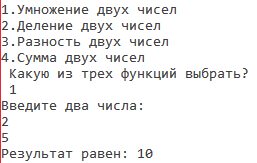 1.Умножение двух чисел
2.Деление двух чисел
3.Разность двух чисел
4.Сумма двух чисел
Какую из трех функций выбрать?
1
Введите два числа:
2
5
Результат равен: 10